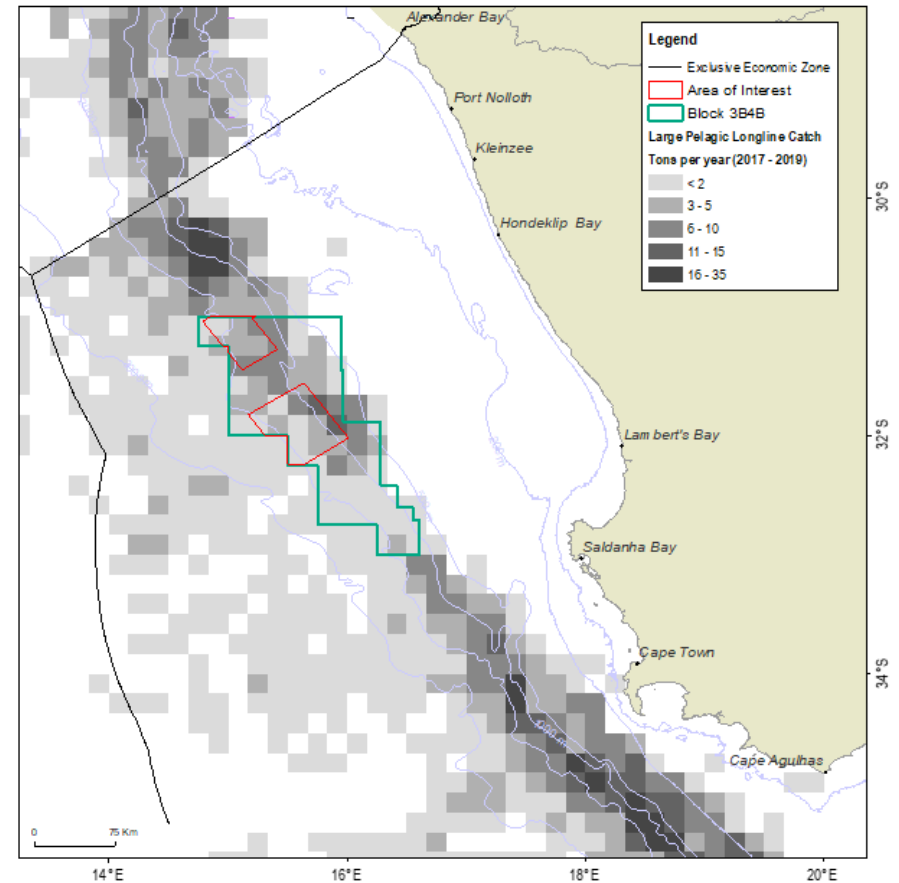 Alexander Bay
Port Nolloth
Kleinzee
Hondeklip Bay
Lambert's Bay
Saldanha Bay
Cape Town
Cape Agulhas
Legend
Exclusive Economic Zone
Area of Interest
Block 3B4B
Large Pelagic Longline Catch
Tons per year (2017 - 2019)
< 2
3 - 5
6 - 10
11 - 15
16 - 35
30°S
32°S
34°S
0 75 Km
14°E 16°E 18°E 20°E